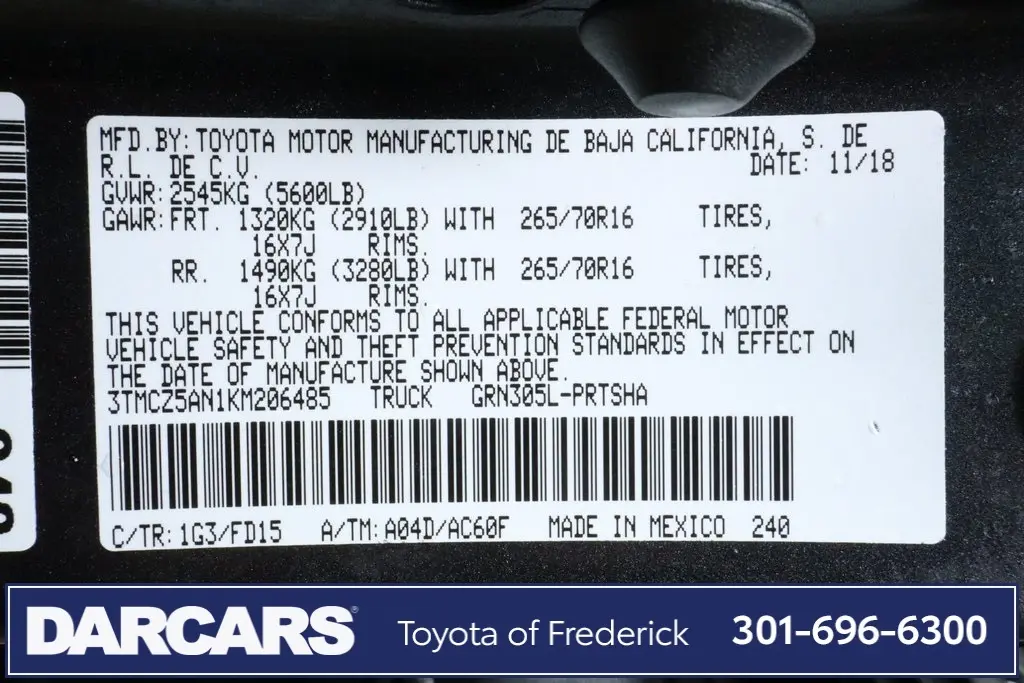 MFD.BY: TOYOTA MOTOR MANUFACTURING DE BAJA CALIFORNIA, S. DE
R.L. DE C.V. DATE: 11/18
GVWR: 2545KG (5600LB)
GAWR: FRT. 1320KG (2910LB) WITH 265/70R16 TIRES,
16X7J RIMS.
RR. 1490KG (3280LB) WITH 265/70R16 TIRES,
16X7J RIMS.
THIS VEHICLE CONFORMS TO ALL APPLICABLE FEDERAL MOTOR
VEHICLE SAFETY AND THEFT PREVENTION STANDARDS IN EFFECT ON
THE DATE OF MANUFACTURE SHOWN ABOVE.
3TMCZ5AN1KM206485 TRUCK GRN305L-PRTSHA
C/TR: 1G3/FD15 A/TM: A04D/AC60F MADE IN MEXICO 240
DARCARS® Toyota of Frederick 301-696-6300